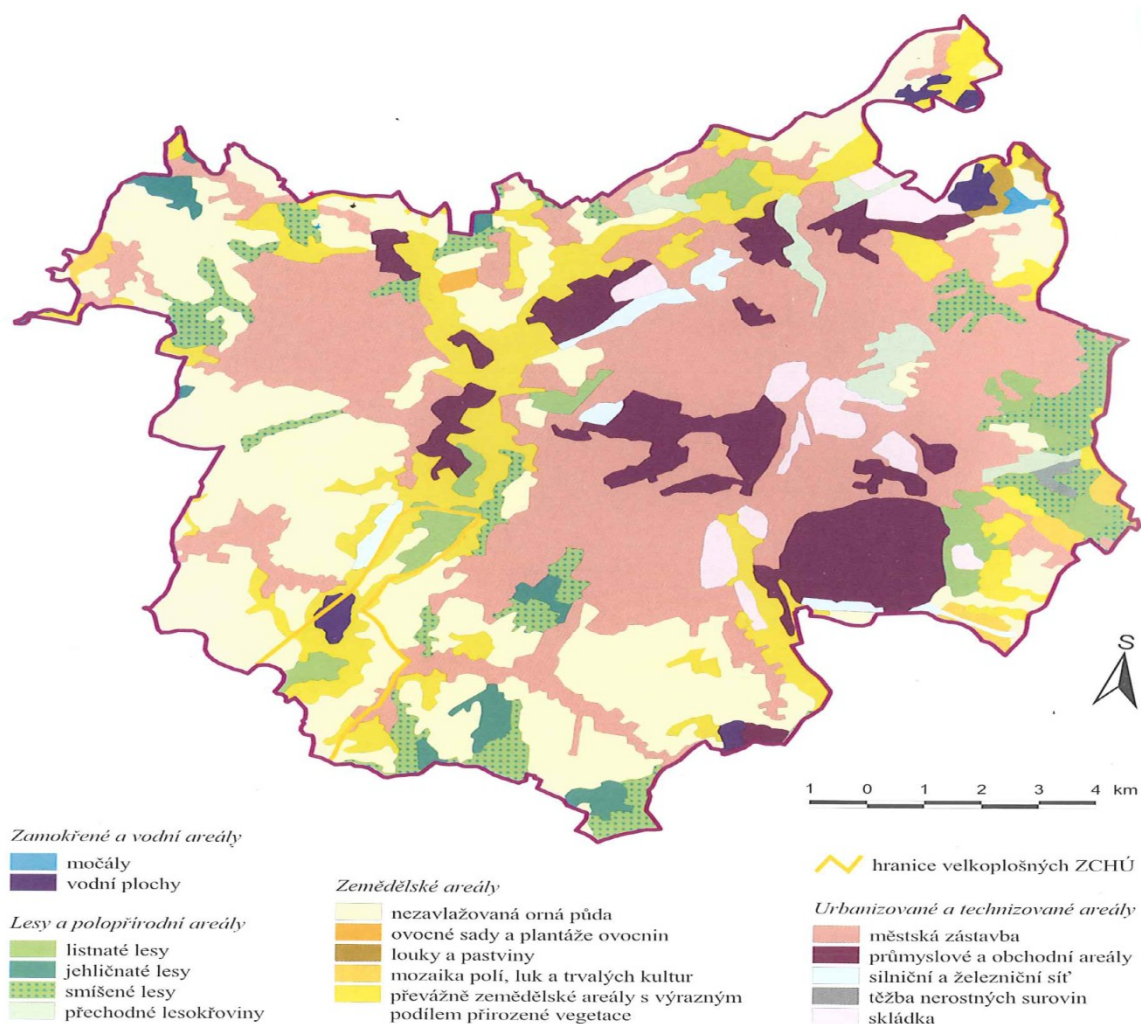 S
1 0 1 2 3 4 km
Zamokřené a vodní areály
močály
vodní plochy
Lesy a polopřírodní areály
listnaté lesy
jehličnaté lesy
smíšené lesy
přechodné lesokřoviny
Zemědělské areály
nezavlažovaná orná půda
ovocné sady a plantáže ovocnin
louky a pastviny
mozaika polí, luk a trvalých kultur
převážně zemědělské areály s výrazným
podílem přirozené vegetace
hranice velkoplošných ZCHÚ
Urbanizované a technizované areály
městská zástavba
průmyslové a obchodní areály
silniční a železniční síť
těžba nerostných surovin
skládka